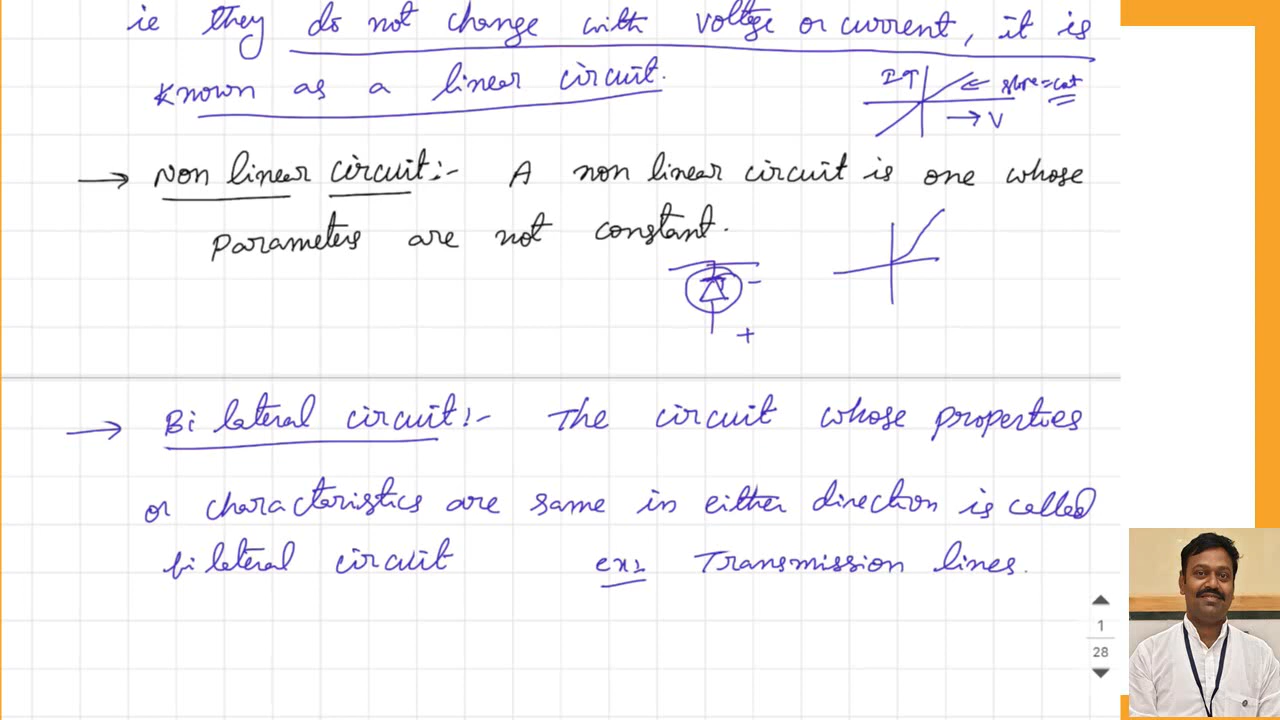 ie they do not change with voltge or current, it is
known as a linear circuit.
I↑ ← slope=cst
→ V
→ Non linear circuit:- A non linear circuit is one whose
parameters are not constant.
-
+
→ Bi lateral circuit:- The circuit whose properties
or characteristics are same in either direction is called
bi lateral circuit ex: Transmission lines.
1
28